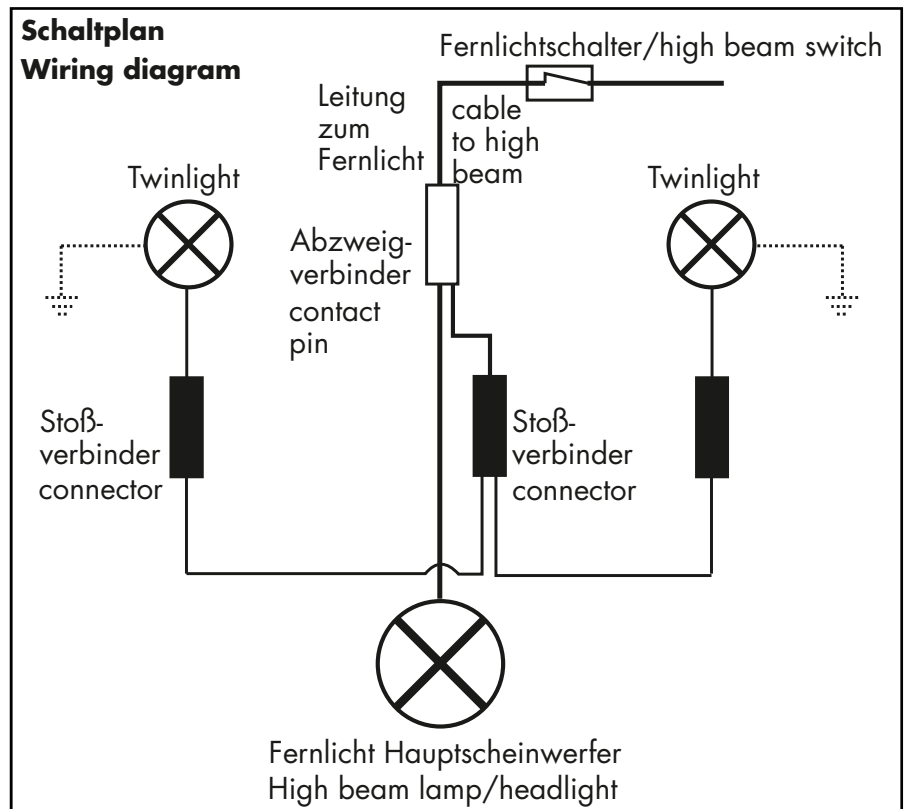 Schaltplan
Wiring diagram
Fernlichtschalter/high beam switch
Leitung
zum
Fernlicht
cable
to high
beam
Twinlight
Twinlight
Abzweig-
verbinder
contact
pin
Stoß-
verbinder
connector
Stoß-
verbinder
connector
Fernlicht Hauptscheinwerfer
High beam lamp/headlight